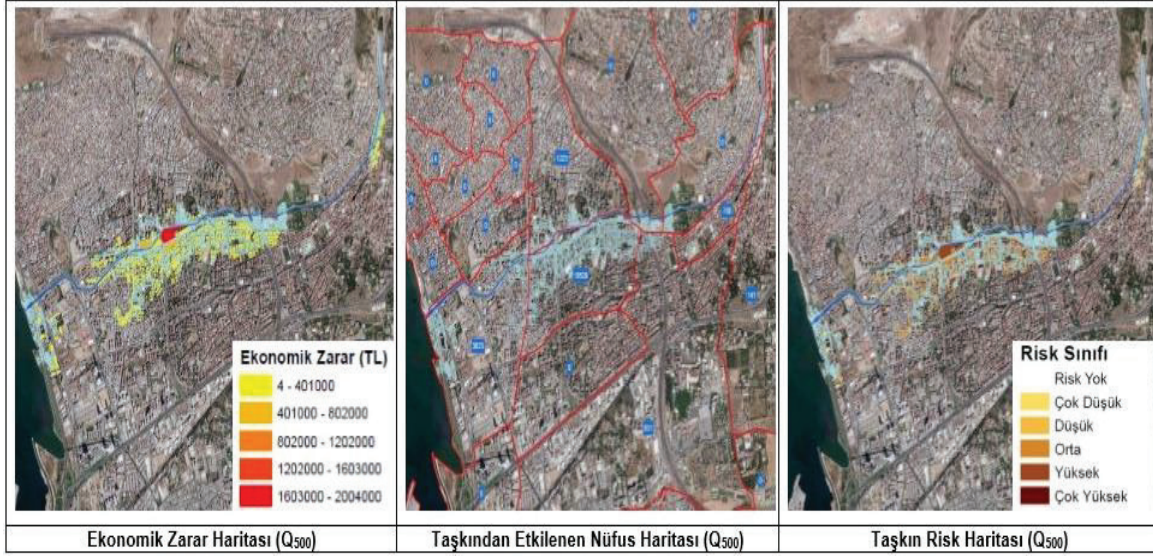 Ekonomik Zarar (TL)
4 - 401000
401000 - 802000
802000 - 1202000
1202000 - 1603000
1603000 - 2004000
Risk Sınıfı
Risk Yok
Çok Düşük
Düşük
Orta
Yüksek
Çok Yüksek
Ekonomik Zarar Haritası (Q500)
Taşkından Etkilenen Nüfus Haritası (Q500)
Taşkın Risk Haritası (Q500)